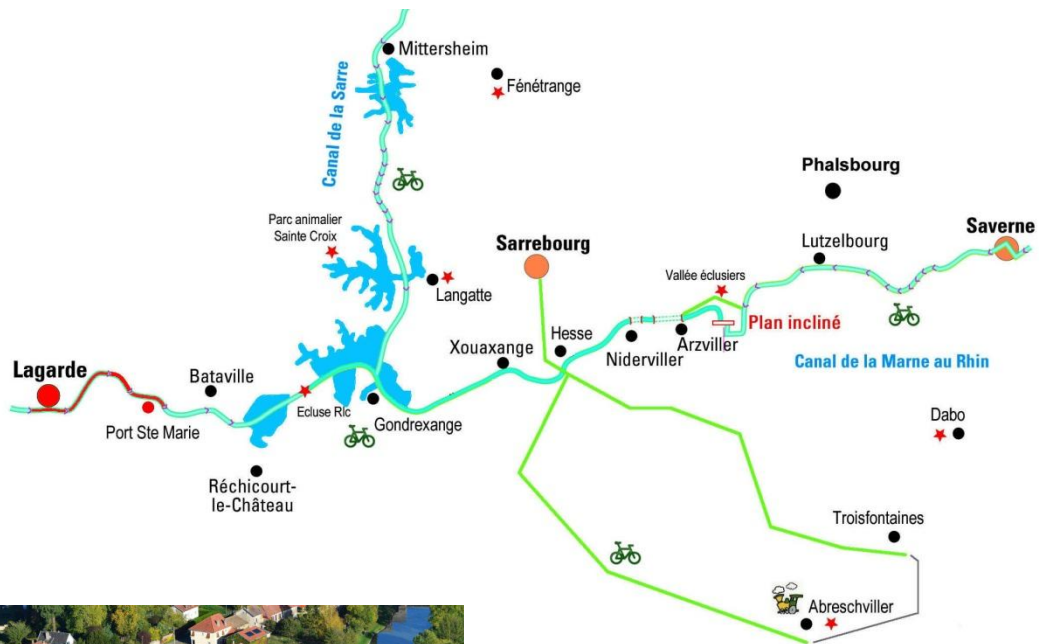 Mittersheim
Fénétrange
Canal de la Sarre
Phalsbourg
Parc animalier
Sainte Croix
Sarrebourg
Saverne
Lutzelbourg
Vallée éclusiers
Langatte
Plan incliné
Hesse
Xouaxange
Niderviller
Arzviller
Canal de la Marne au Rhin
Lagarde
Bataville
Ecluse Rlc
Gondrexange
Port Ste Marie
Dabo
Réchicourt-
le-Château
Troisfontaines
Abreschviller